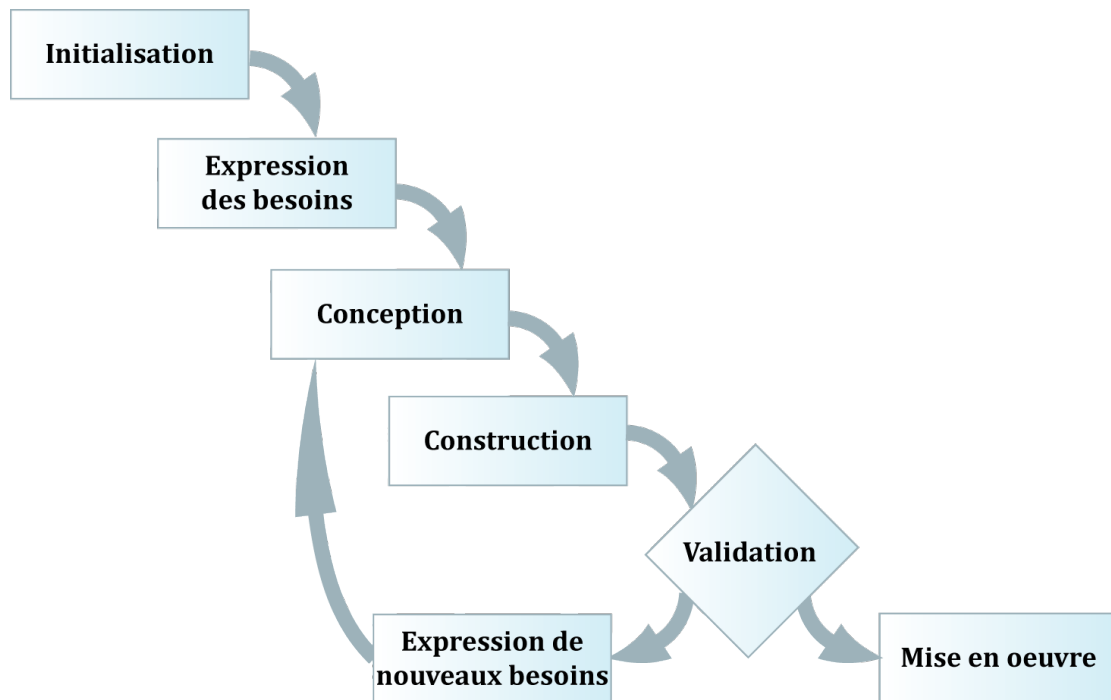 Initialisation
Expression
des besoins
Conception
Construction
Validation
Expression de
nouveaux besoins
Mise en oeuvre